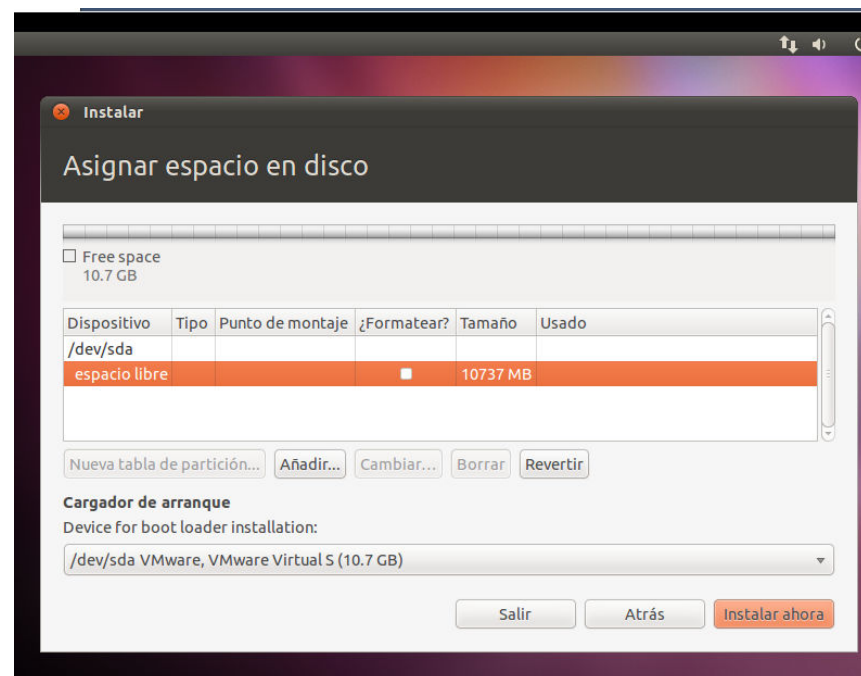 Instalar
Asignar espacio en disco
Free space
10.7 GB
Dispositivo Tipo Punto de montaje ¿Formatear? Tamaño Usado
/dev/sda
espacio libre 10737 MB
Nueva tabla de partición... Añadir... Cambiar... Borrar Revertir
Cargador de arranque
Device for boot loader installation:
/dev/sda VMware, VMware Virtual S (10.7 GB)
Salir Atrás Instalar ahora